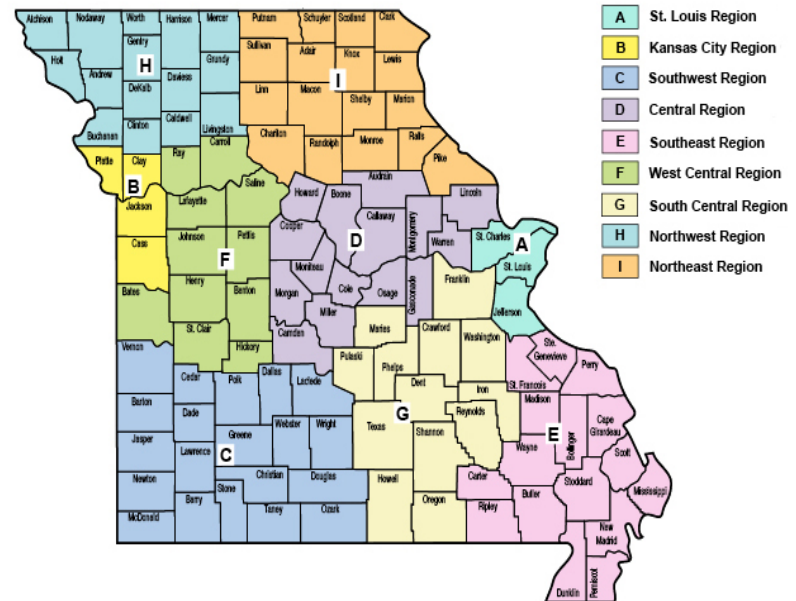 Atchison
Nodaway
Worth
Harrison
Mercer
Putnam
Schuyler
Scotland
Clark
A
St. Louis Region
Gentry
Sullivan
Adair
Knox
Lewis
B
Kansas City Region
Holt
H
Grundy
Andrew
Daviess
I
C
Southwest Region
DeKalb
Linn
Macon
Shelby
Marion
D
Central Region
Buchanan
Clinton
Caldwell
Livingston
Chariton
Randolph
Monroe
Ralls
E
Southeast Region
Platte
Clay
Ray
Carroll
Pike
F
West Central Region
B
Saline
Audrain
Howard
Boone
Lincoln
G
South Central Region
Jackson
Lafayette
Cooper
D
Callaway
Montgomery
Warren
St. Charles
A
H
Northwest Region
Cass
Johnson
Pettis
F
Moniteau
St. Louis
I
Northeast Region
Bates
Henry
Benton
Morgan
Cole
Osage
Gasconade
Franklin
Jefferson
Miller
St. Clair
Hickory
Camden
Maries
Crawford
Washington
Vernon
Pulaski
Phelps
Ste.
Genevieve
Perry
Cedar
Polk
Dallas
Laclede
Dent
Iron
St. Francois
Madison
Barton
Dade
G
Reynolds
Cape
Girardeau
Jasper
Greene
Webster
Wright
Texas
Shannon
E
Wayne
Bollinger
Scott
Lawrence
C
Newton
Christian
Douglas
Howell
Carter
Stoddard
Mississippi
Stone
Barry
Taney
Ozark
Oregon
Ripley
Butler
McDonald
New
Madrid
Dunklin
Pemiscot